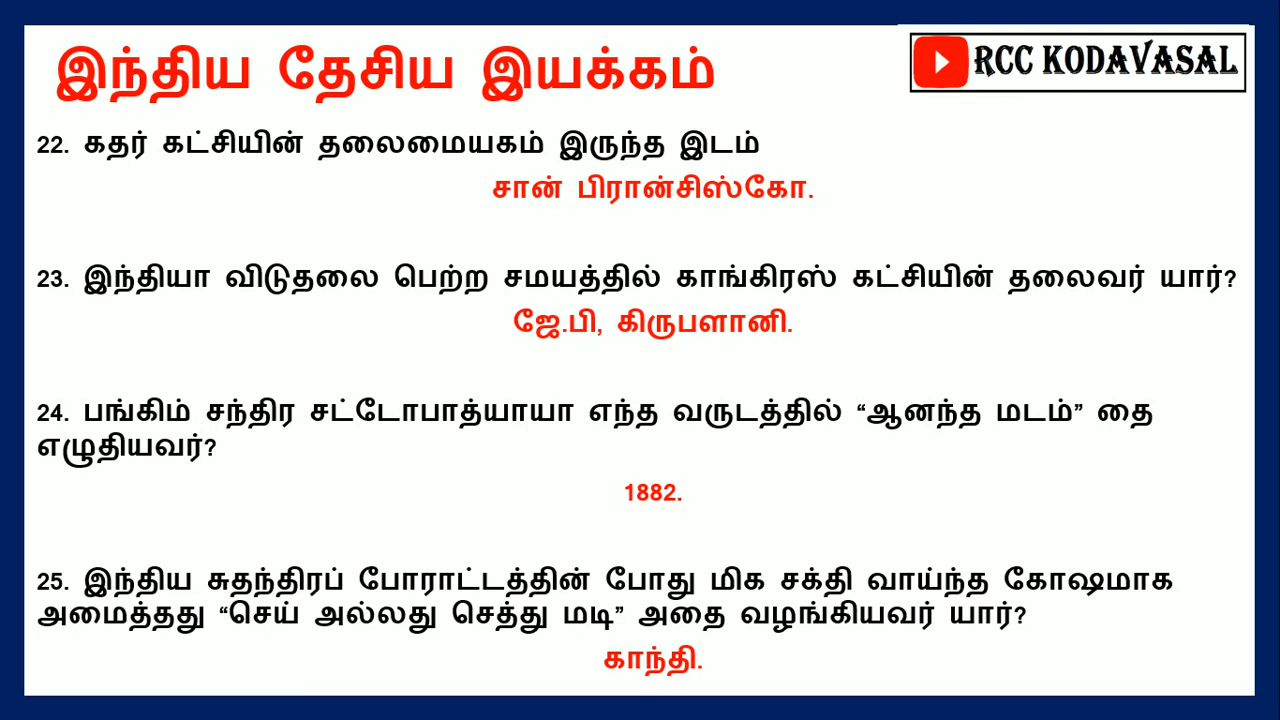 இந்திய தேசிய இயக்கம்
RCC KODAVASAL
22. கதர் கட்சியின் தலைமையகம் இருந்த இடம்
சான் பிரான்சிஸ்கோ.
23. இந்தியா விடுதலை பெற்ற சமயத்தில் காங்கிரஸ் கட்சியின் தலைவர் யார்?
ஜே.பி, கிருபளானி.
24. பங்கிம் சந்திர சட்டோபாத்யாயா எந்த வருடத்தில் “ஆனந்த மடம்” தை
எழுதியவர்?
1882.
25. இந்திய சுதந்திரப் போராட்டத்தின் போது மிக சக்தி வாய்ந்த கோஷமாக
அமைத்தது “செய் அல்லது செத்து மடி” அதை வழங்கியவர் யார்?
காந்தி.